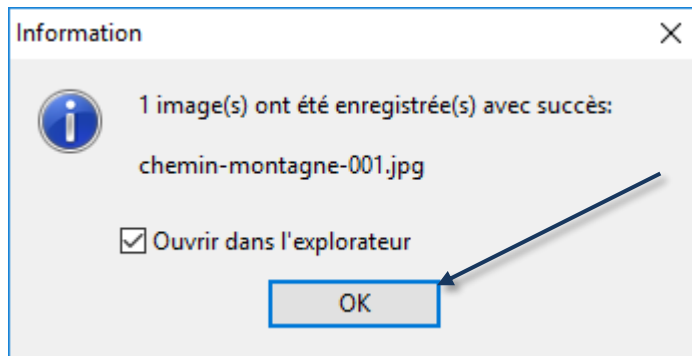 Information
1 image(s) ont été enregistrée(s) avec succès:
chemin-montagne-001.jpg
Ouvrir dans l'explorateur
OK